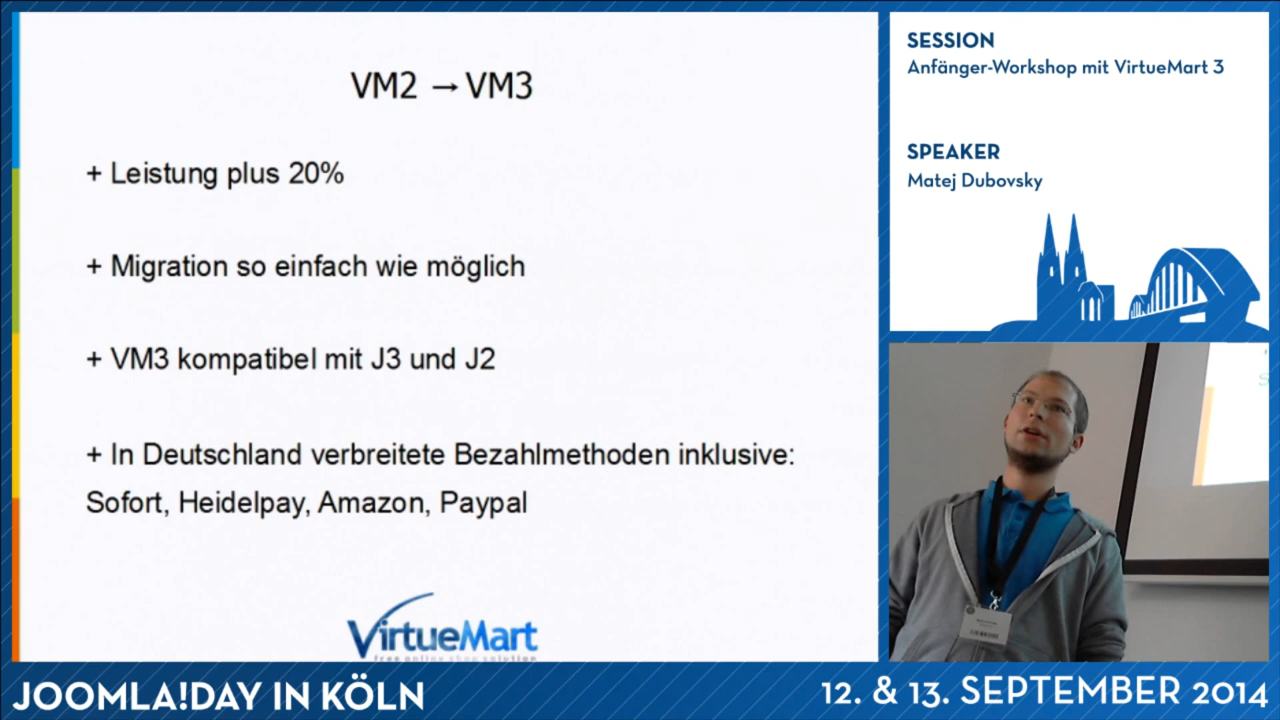 VM2 → VM3
+ Leistung plus 20%
+ Migration so einfach wie möglich
+ VM3 kompatibel mit J3 und J2
+ In Deutschland verbreitete Bezahlmethoden inklusive:
Sofort, Heidelpay, Amazon, Paypal
VirtueMart
free online shop solution
SESSION
Anfänger-Workshop mit VirtueMart 3
SPEAKER
Matej Dubovsky
JOOMLA!DAY IN KÖLN
12. & 13. SEPTEMBER 2014